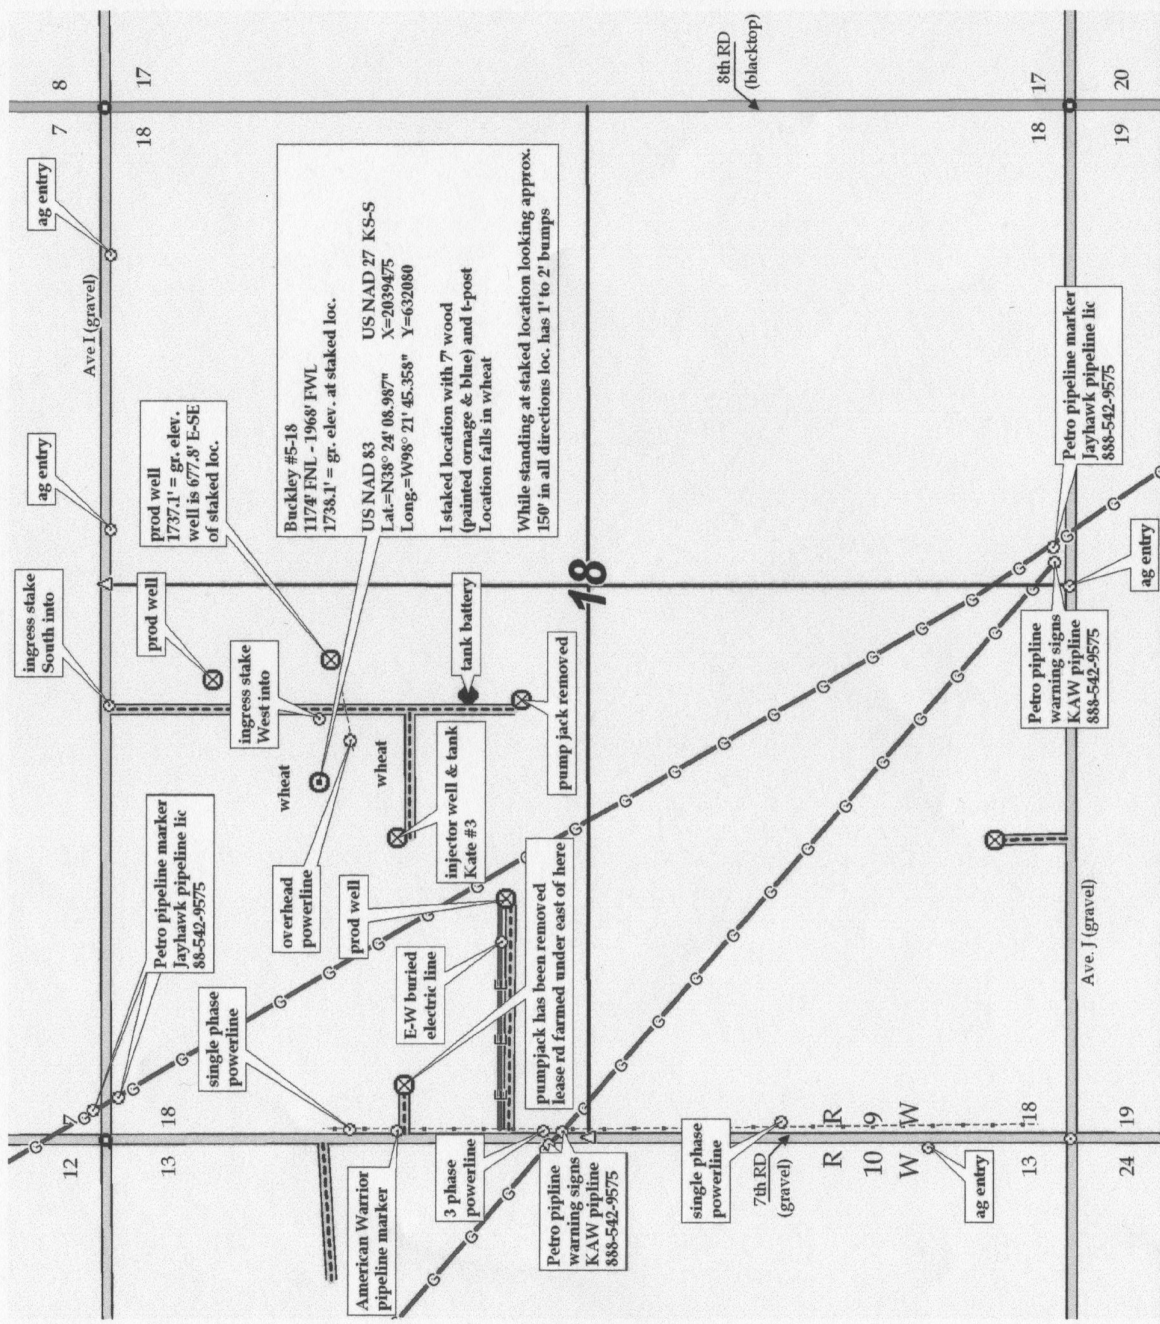 12
7
13
18
Petro pipeline marker
Jayhawk pipeline lic
88-542-9575
ingress stake
South into
ag entry
Ave I (gravel)
ag entry
7
8
18
17
prod well
prod well
1737.1' = gr. elev.
well is 677.8' E-SE
of staked loc.
single phase
powerline
ingress stake
West into
wheat
overhead
powerline
Buckley #5-18
1174' FNL - 1968' FWL
1738.1' = gr. elev. at staked loc.
US NAD 83
US NAD 27 KS-S
Lat.=N38° 24' 08.987"
X=2039475
Long.=W98° 21' 45.358"
Y=632080
I staked location with 7' wood
(painted ornage & blue) and t-post
Location falls in wheat
While standing at staked location looking approx.
150' in all directions loc. has 1' to 2' bumps
American Warrior
pipeline marker
prod well
wheat
E-W buried
electric line
injector well & tank
Kate #3
tank battery
3 phase
powerline
pumpjack has been removed
lease rd farmed under east of here
pump jack removed
Petro pipline
warning signs
KAW pipline
888-542-9575
18
single phase
powerline
8th RD
(blacktop)
7th RD
(gravel)
R
R
10
9
W
W
ag entry
13
18
24
19
Ave. J (gravel)
Petro pipline
warning signs
KAW pipline
888-542-9575
Petro pipeline marker
Jayhawk pipeline lic
888-542-9575
ag entry
18
17
19
20
G G G G G G G G G G G G G G G G G G G G
G G G G G G G G G G G G G G G G G
E E E